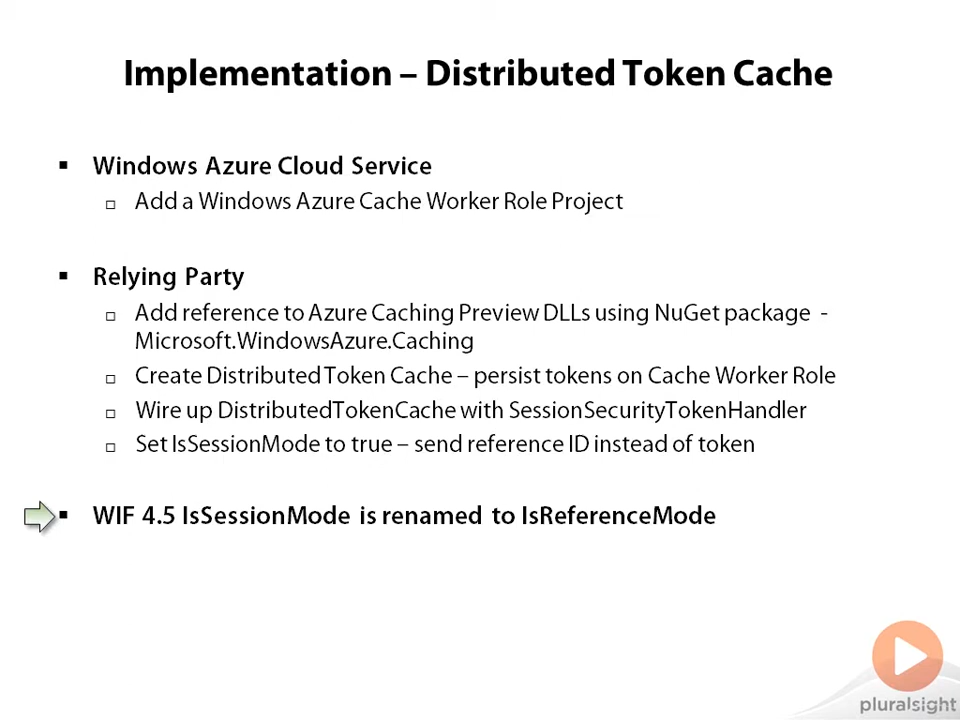 Implementation – Distributed Token Cache
Windows Azure Cloud Service
Add a Windows Azure Cache Worker Role Project
Relying Party
Add reference to Azure Caching Preview DLLs using NuGet package -
Microsoft.WindowsAzure.Caching
Create Distributed Token Cache – persist tokens on Cache Worker Role
Wire up DistributedTokenCache with SessionSecurityTokenHandler
Set IsSessionMode to true – send reference ID instead of token
WIF 4.5 IsSessionMode is renamed to IsReferenceMode
pluralsight